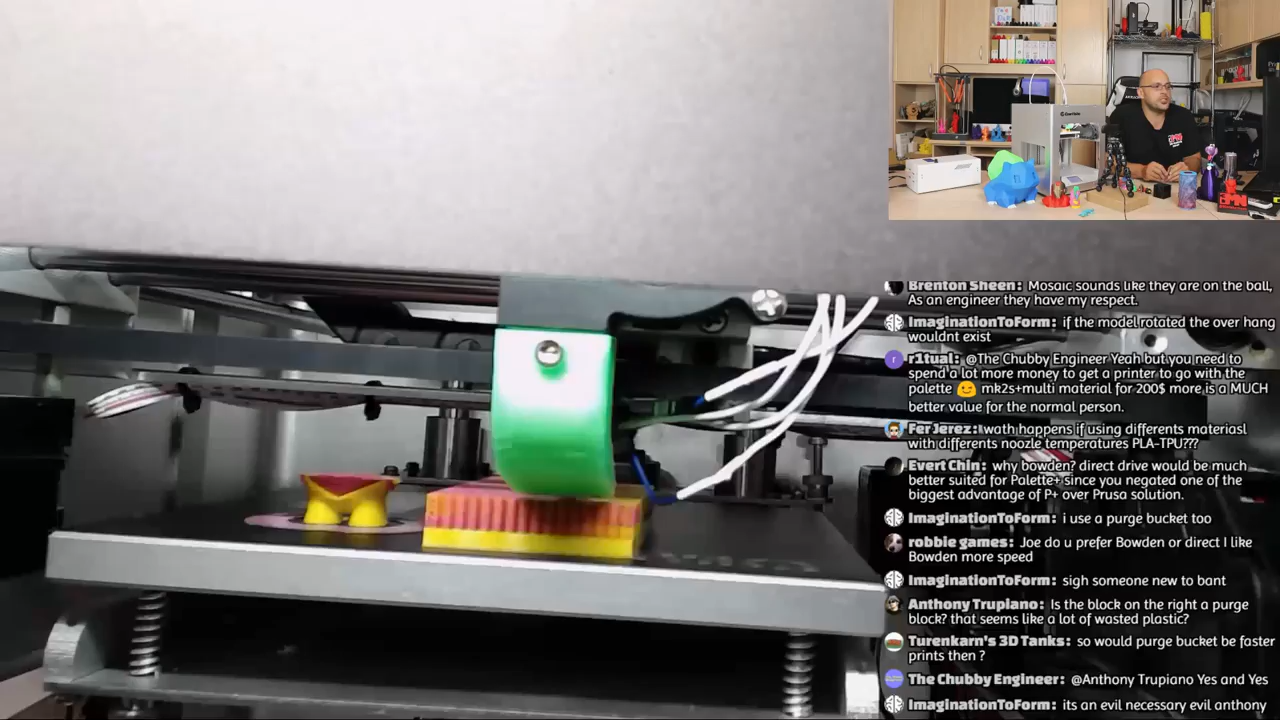 Brenton Sheen: Mosaic sounds like they are on the ball,
As an engineer they have my respect.
ImaginationToForm: if the model rotated the over hang
wouldnt exist
r1tual: @The Chubby Engineer Yeah but you need to
spend a lot more money to get a printer to go with the
palette 😉 mk2s+multi material for 200$ more is a MUCH
better value for the normal person.
Fer Jerez: wath happens if using differents materiasl
with differents noozle temperatures PLA-TPU???
Evert Chin: why bowden? direct drive would be much
better suited for Palette+ since you negated one of the
biggest advantage of P+ over Prusa solution.
ImaginationToForm: i use a purge bucket too
robbie games: Joe do u prefer Bowden or direct I like
Bowden more speed
ImaginationToForm: sigh someone new to bant
Anthony Trupiano: Is the block on the right a purge
block? that seems like a lot of wasted plastic?
Turenkarn's 3D Tanks: so would purge bucket be faster
prints then ?
The Chubby Engineer: @Anthony Trupiano Yes and Yes
ImaginationToForm: its an evil necessary evil anthony